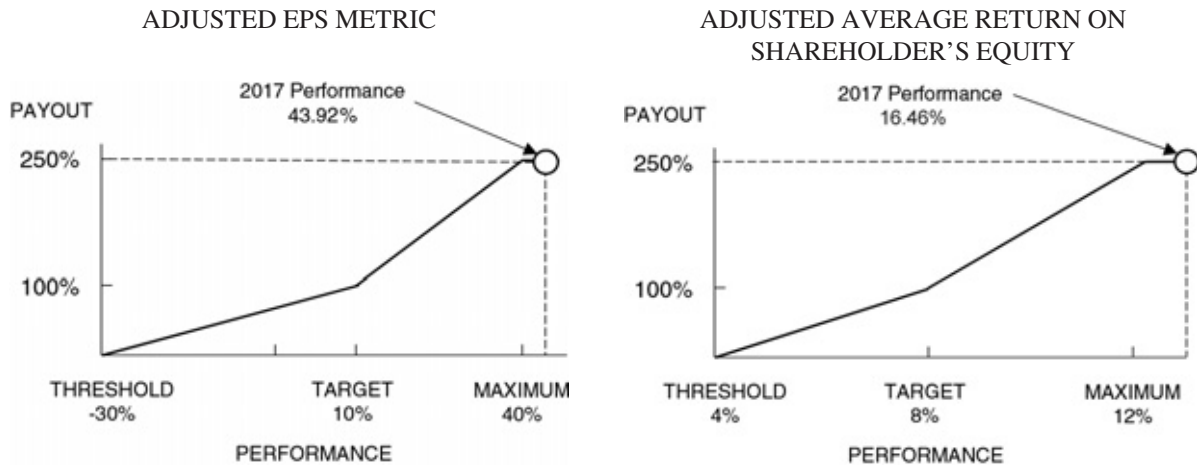 ADJUSTED EPS METRIC
2017 Performance
43.92%
PAYOUT
250%
100%
THRESHOLD
-30%
TARGET
10%
MAXIMUM
40%
PERFORMANCE
ADJUSTED AVERAGE RETURN ON
SHAREHOLDER’S EQUITY
2017 Performance
16.46%
PAYOUT
250%
100%
THRESHOLD
4%
TARGET
8%
MAXIMUM
12%
PERFORMANCE